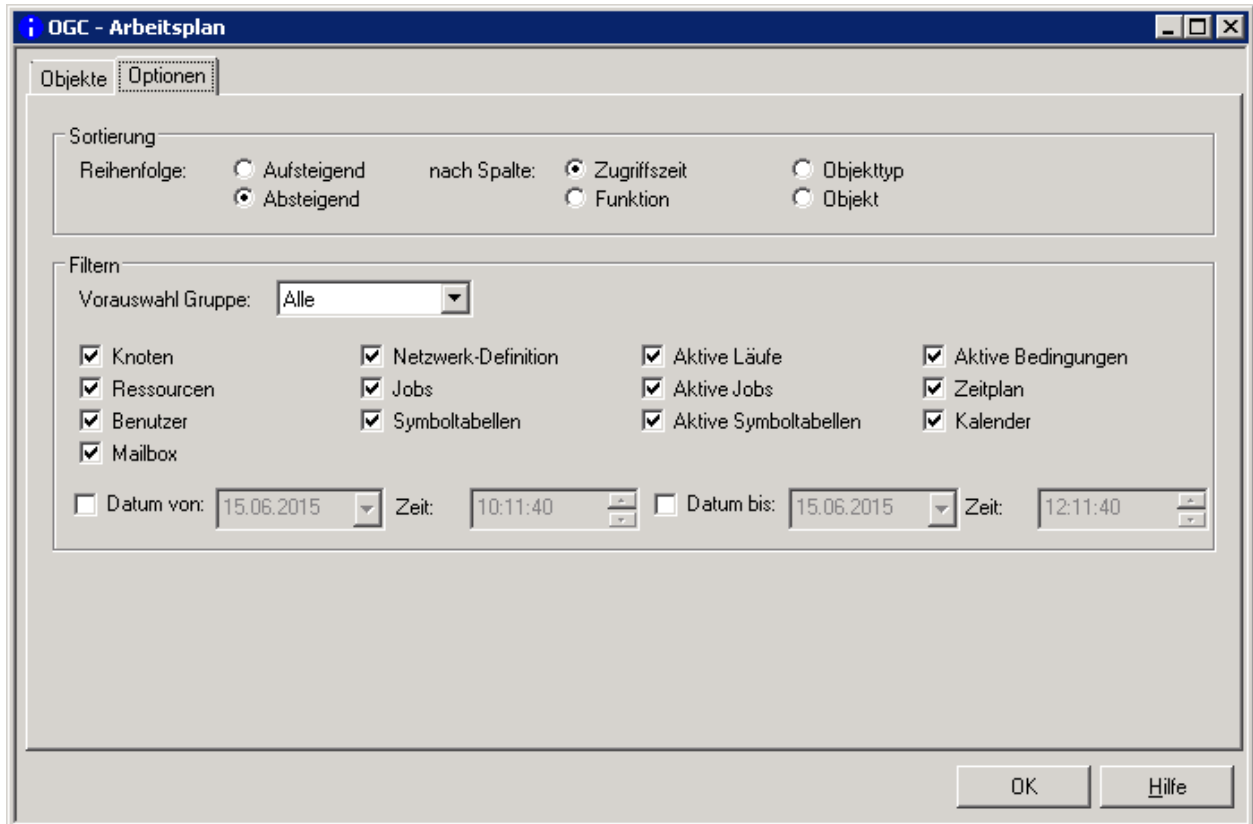 OGC - Arbeitsplan
Objekte Optionen
Sortierung
Reihenfolge: Aufsteigend nach Spalte: Zugriffszeit Objekttyp
Absteigend Funktion Objekt
Filtern
Vorauswahl Gruppe: Alle
Knoten Netzwerk-Definition Aktive Läufe Aktive Bedingungen
Ressourcen Jobs Aktive Jobs Zeitplan
Benutzer Symboltabellen Aktive Symboltabellen Kalender
Mailbox
Datum von: 15.06.2015 Zeit: 10:11:40 Datum bis: 15.06.2015 Zeit: 12:11:40
OK Hilfe